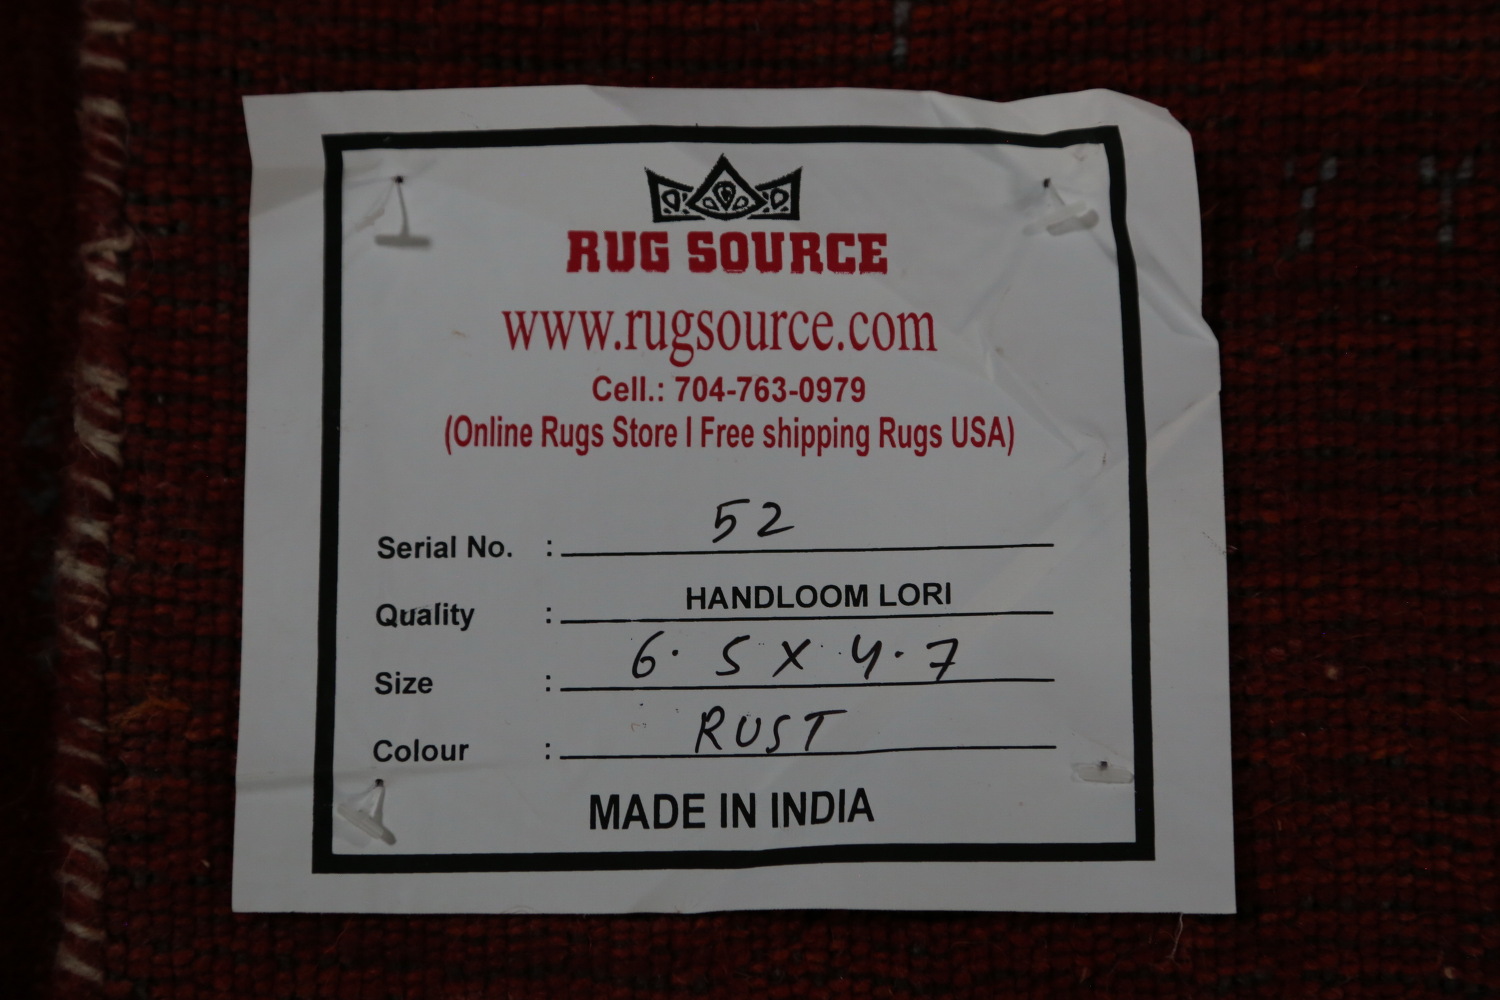 RUG SOURCE
www.rugsource.com
Cell.: 704-763-0979
(Online Rugs Store I Free shipping Rugs USA)
Serial No. : 52
Quality : HANDLOOM LORI
Size : 6. 5 X 4.7
Colour : RUST
MADE IN INDIA